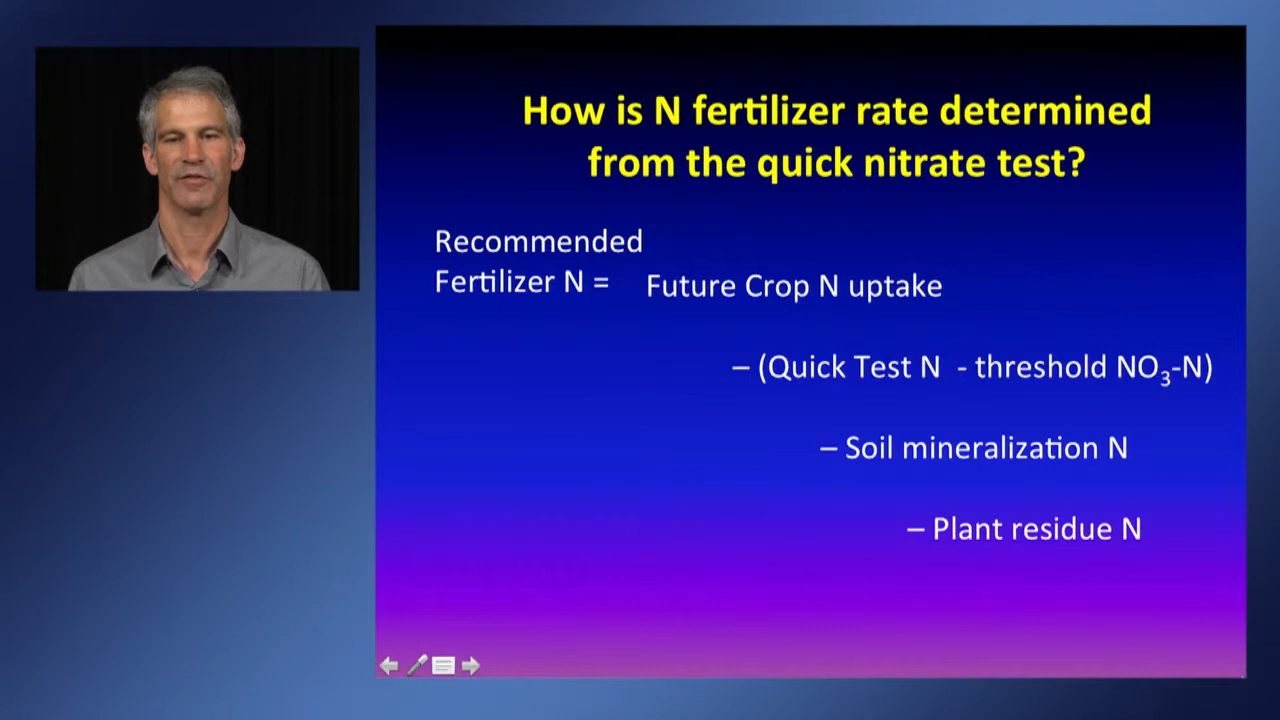 How is N fertilizer rate determined
from the quick nitrate test?
Recommended
Fertilizer N = Future Crop N uptake
– (Quick Test N - threshold NO₃-N)
– Soil mineralization N
– Plant residue N